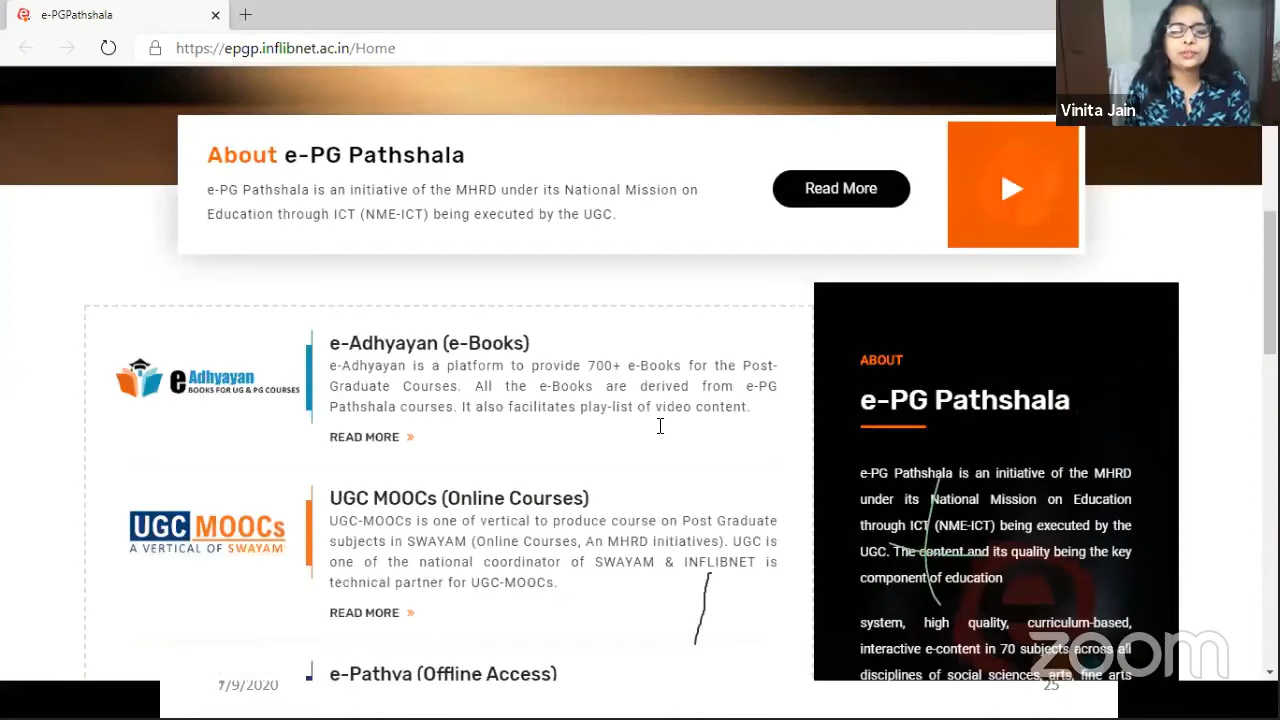 e-PGPathshala
https://epgp.inflibnet.ac.in/Home
Vinita Jain
About e-PG Pathshala
e-PG Pathshala is an initiative of the MHRD under its National Mission on
Education through ICT (NME-ICT) being executed by the UGC.
Read More
eAdhyayan
BOOKS FOR UG & PG COURSES
e-Adhyayan (e-Books)
e-Adhyayan is a platform to provide 700+ e-Books for the Post-
Graduate Courses. All the e-Books are derived from e-PG
Pathshala courses. It also facilitates play-list of video content.
READ MORE »
UGC MOOCs
A VERTICAL OF SWAYAM
UGC MOOCs (Online Courses)
UGC-MOOCs is one of vertical to produce course on Post Graduate
subjects in SWAYAM (Online Courses, An MHRD initiatives). UGC is
one of the national coordinator of SWAYAM & INFLIBNET is
technical partner for UGC-MOOCs.
READ MORE »
e-Pathya (Offline Access)
ABOUT
e-PG Pathshala
e-PG Pathshala is an initiative of the MHRD
under its National Mission on Education
through ICT (NME-ICT) being executed by the
UGC. The content and its quality being the key
component of education
system, high quality, curriculum-based,
interactive e-content in 70 subjects across all
disciplines of social sciences, arts, fine arts
zoom
7/9/2020
25